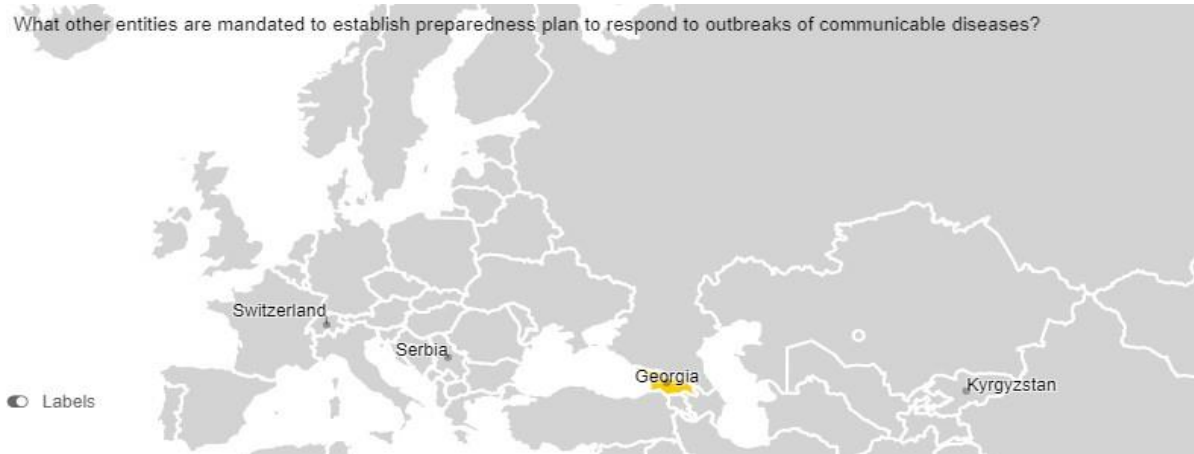 What other entities are mandated to establish preparedness plan to respond to outbreaks of communicable diseases?
Switzerland
Serbia
Georgia
Kyrgyzstan
Labels